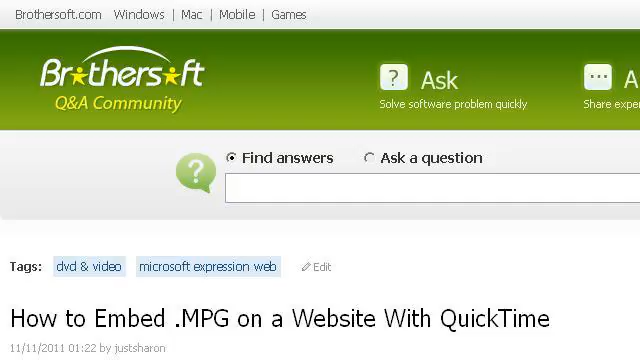 Brothersoft.com Windows | Mac | Mobile | Games
Brothersoft
Q&A Community
? Ask
Solve software problem quickly
... A
Share exper
?
Find answers Ask a question
Tags: dvd & video microsoft expression web Edit
How to Embed .MPG on a Website With QuickTime
11/11/2011 01:22 by justsharon